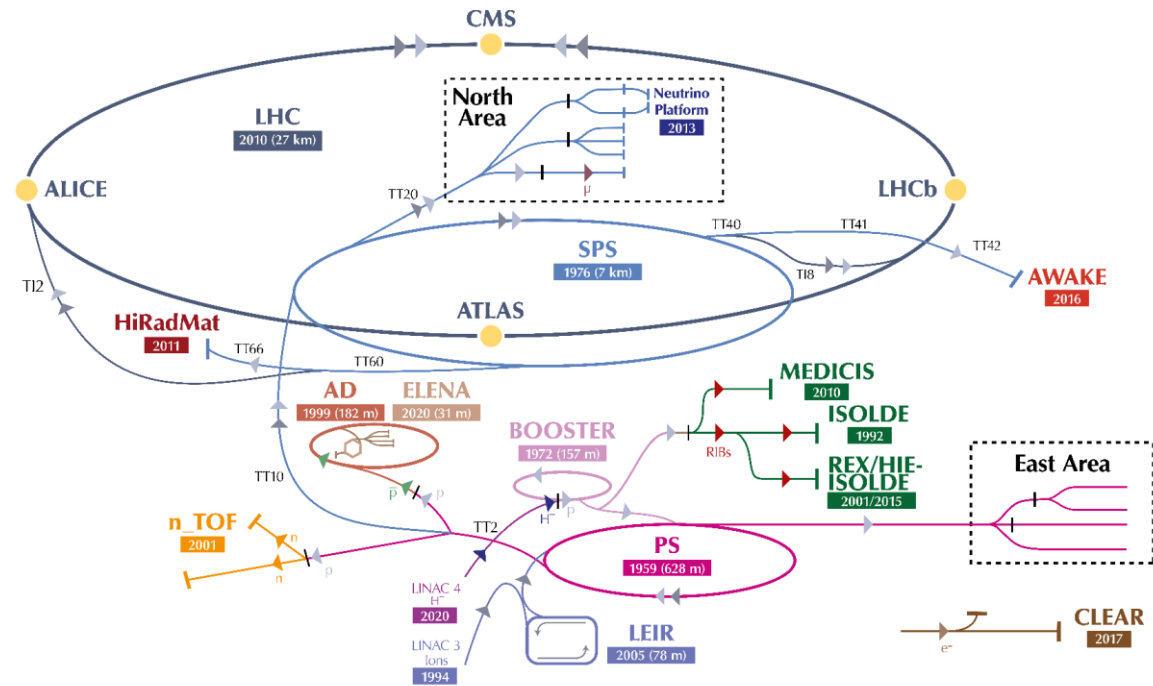 CMS
North
Area
Neutrino
Platform
2013
LHC
2010 (27 km)
μ
ALICE
LHCb
TT20
TT40
TT41
SPS
1976 (7 km)
TT42
TI8
TI2
AWAKE
2016
ATLAS
HiRadMat
2011
TT66
TT60
MEDICIS
2010
AD
1999 (182 m)
ELENA
2020 (31 m)
ISOLDE
1992
BOOSTER
1972 (157 m)
RIBs
REX/HIE-
ISOLDE
2001/2015
East Area
TT10
p̄
p
H⁻
p
n_TOF
2001
TT2
n
n
p
PS
1959 (628 m)
LINAC 4
H⁻
2020
LINAC 3
Ions
1994
LEIR
2005 (78 m)
CLEAR
2017
e⁻